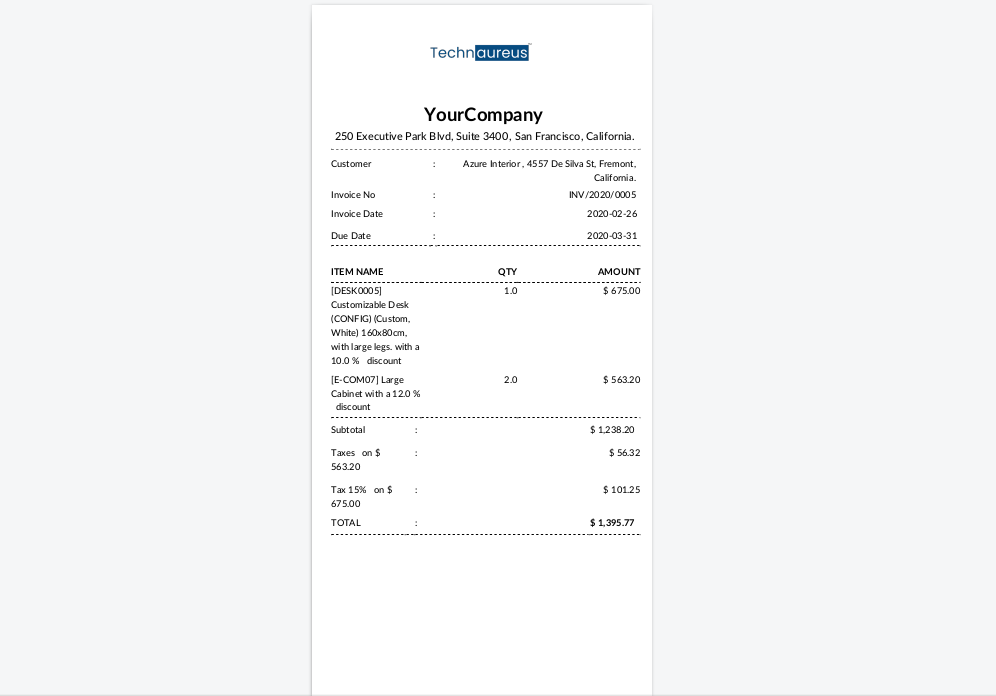 Technaureus
YourCompany
250 Executive Park Blvd, Suite 3400, San Francisco, California.
Customer : Azure Interior , 4557 De Silva St, Fremont,
California.
Invoice No : INV/2020/0005
Invoice Date : 2020-02-26
Due Date : 2020-03-31
ITEM NAME QTY AMOUNT
[DESK0005] 1.0 $ 675.00
Customizable Desk
(CONFIG) (Custom,
White) 160x80cm,
with large legs. with a
10.0 % discount
[E-COM07] Large 2.0 $ 563.20
Cabinet with a 12.0 %
discount
Subtotal : $ 1,238.20
Taxes on $ : $ 56.32
563.20
Tax 15% on $ : $ 101.25
675.00
TOTAL : $ 1,395.77